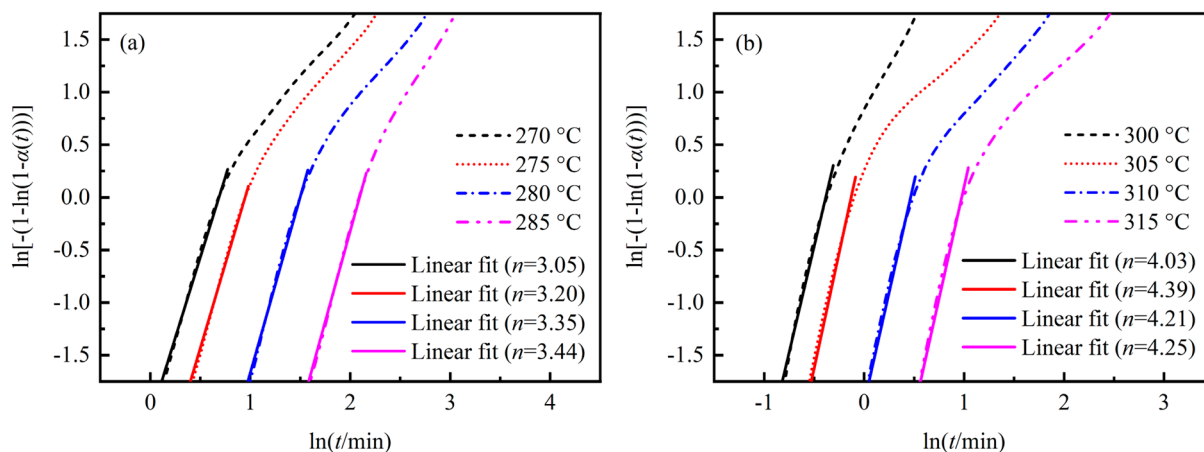 (a)
1.5
1.0
0.5
0.0
-0.5
-1.0
-1.5
ln[-(1-ln(1-α(t)))]
270 °C
275 °C
280 °C
285 °C
Linear fit (n=3.05)
Linear fit (n=3.20)
Linear fit (n=3.35)
Linear fit (n=3.44)
0 1 2 3 4
ln(t/min)
(b)
1.5
1.0
0.5
0.0
-0.5
-1.0
-1.5
ln[-(1-ln(1-α(t)))]
300 °C
305 °C
310 °C
315 °C
Linear fit (n=4.03)
Linear fit (n=4.39)
Linear fit (n=4.21)
Linear fit (n=4.25)
-1 0 1 2 3
ln(t/min)